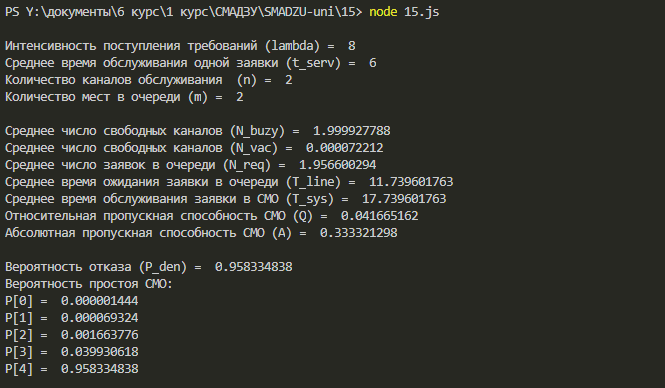 PS Y:\документы\6 курс\1 курс\СМАДЗУ\SMADZU-uni\15> node 15.js
Интенсивность поступления требований (lambda) =  8
Среднее время обслуживания одной заявки (t_serv) =  6
Количество каналов обслуживания  (n) =  2
Количество мест в очереди (m) =  2
Среднее число свободных каналов (N_buzy) =  1.999927788
Среднее число свободных каналов (N_vac) =  0.000072212
Среднее число заявок в очереди (N_req) =  1.956600294
Среднее время ожидания заявки в очереди (T_line) =  11.739601763
Среднее время обслуживания заявки в СМО (T_sys) =  17.739601763
Относительная пропускная способность СМО (Q) =  0.041665162
Абсолютная пропускная способность СМО (A) =  0.333321298
Вероятность отказа (P_den) =  0.958334838
Вероятность простоя СМО:
P[0] =  0.000001444
P[1] =  0.000069324
P[2] =  0.001663776
P[3] =  0.039930618
P[4] =  0.958334838